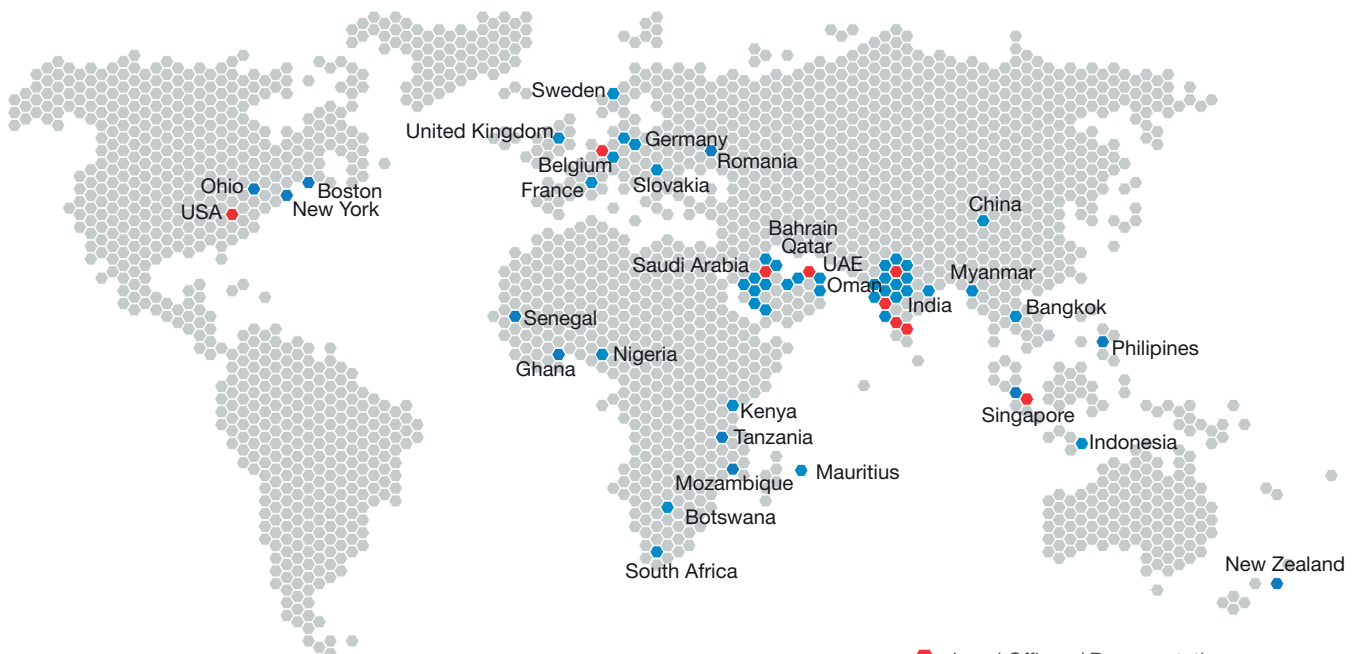 Sweden
United Kingdom
Germany
Belgium
Romania
France
Slovakia
Ohio
Boston
New York
USA
China
Bahrain
Qatar
Saudi Arabia
UAE
Oman
Myanmar
India
Bangkok
Senegal
Philipines
Ghana
Nigeria
Kenya
Singapore
Tanzania
Indonesia
Mauritius
Mozambique
Botswana
South Africa
New Zealand